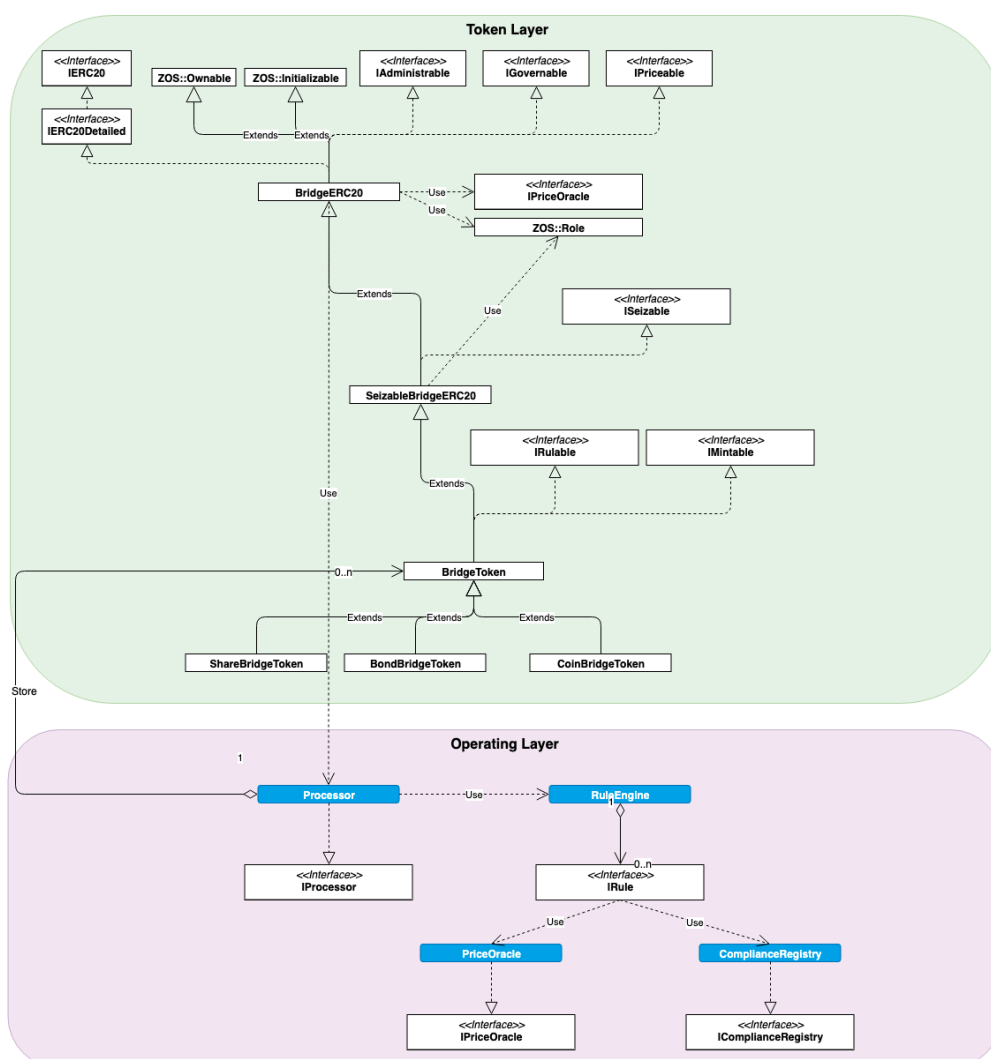 Token Layer
<<Interface>>
IERC20
ZOS::Ownable
ZOS::Initializable
<<Interface>>
IAdministrable
<<Interface>>
IGovernable
<<Interface>>
IPriceable
<<Interface>>
IERC20Detailed
Extends
Extends
BridgeERC20
Use
Use
<<Interface>>
IPriceOracle
ZOS::Role
Extends
Use
<<Interface>>
ISeizable
SeizableBridgeERC20
<<Interface>>
IRulable
<<Interface>>
IMintable
Extends
Use
0..n
BridgeToken
Extends
Extends
Extends
ShareBridgeToken
BondBridgeToken
CoinBridgeToken
Store
Operating Layer
1
Processor
Use
RuleEngine
1
0..n
<<Interface>>
IProcessor
<<Interface>>
IRule
Use
Use
PriceOracle
ComplianceRegistry
<<Interface>>
IPriceOracle
<<Interface>>
IComplianceRegistry